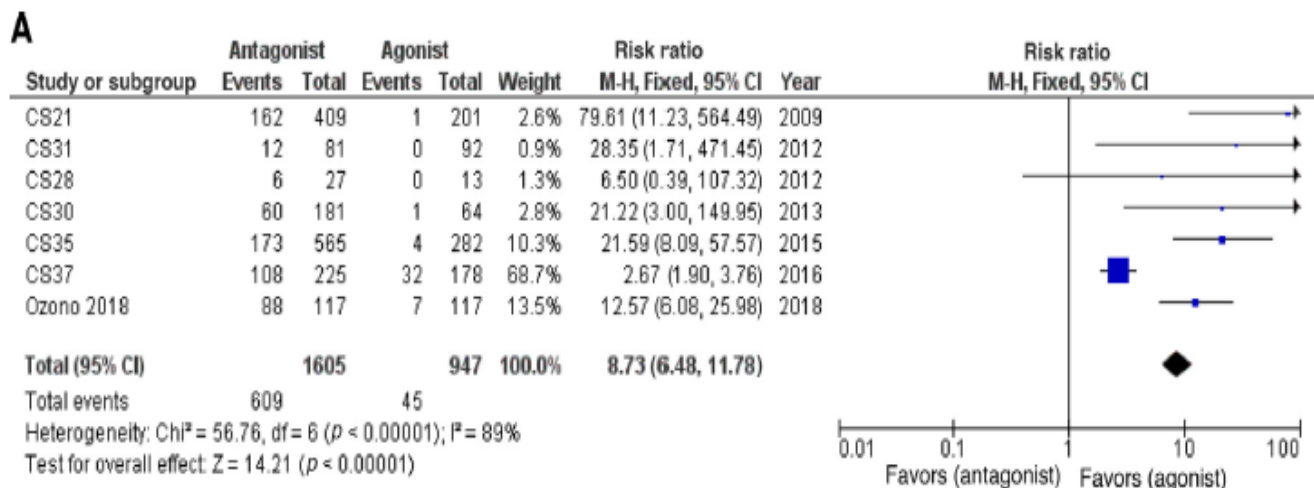 A
Antagonist Agonist Risk ratio Risk ratio
Study or subgroup Events Total Events Total Weight M-H, Fixed, 95% CI Year M-H, Fixed, 95% CI
CS21 162 409 1 201 2.6% 79.61 (11.23, 564.49) 2009
CS31 12 81 0 92 0.9% 28.35 (1.71, 471.45) 2012
CS28 6 27 0 13 1.3% 6.50 (0.39, 107.32) 2012
CS30 60 181 1 64 2.8% 21.22 (3.00, 149.95) 2013
CS35 173 565 4 282 10.3% 21.59 (8.09, 57.57) 2015
CS37 108 225 32 178 68.7% 2.67 (1.90, 3.76) 2016
Ozono 2018 88 117 7 117 13.5% 12.57 (6.08, 25.98) 2018
Total (95% CI) 1605 947 100.0% 8.73 (6.48, 11.78)
Total events 609 45
Heterogeneity: Chi² = 56.76, df = 6 (p < 0.00001); I² = 89%
Test for overall effect: Z = 14.21 (p < 0.00001)
0.01 0.1 1 10 100
Favors (antagonist) Favors (agonist)